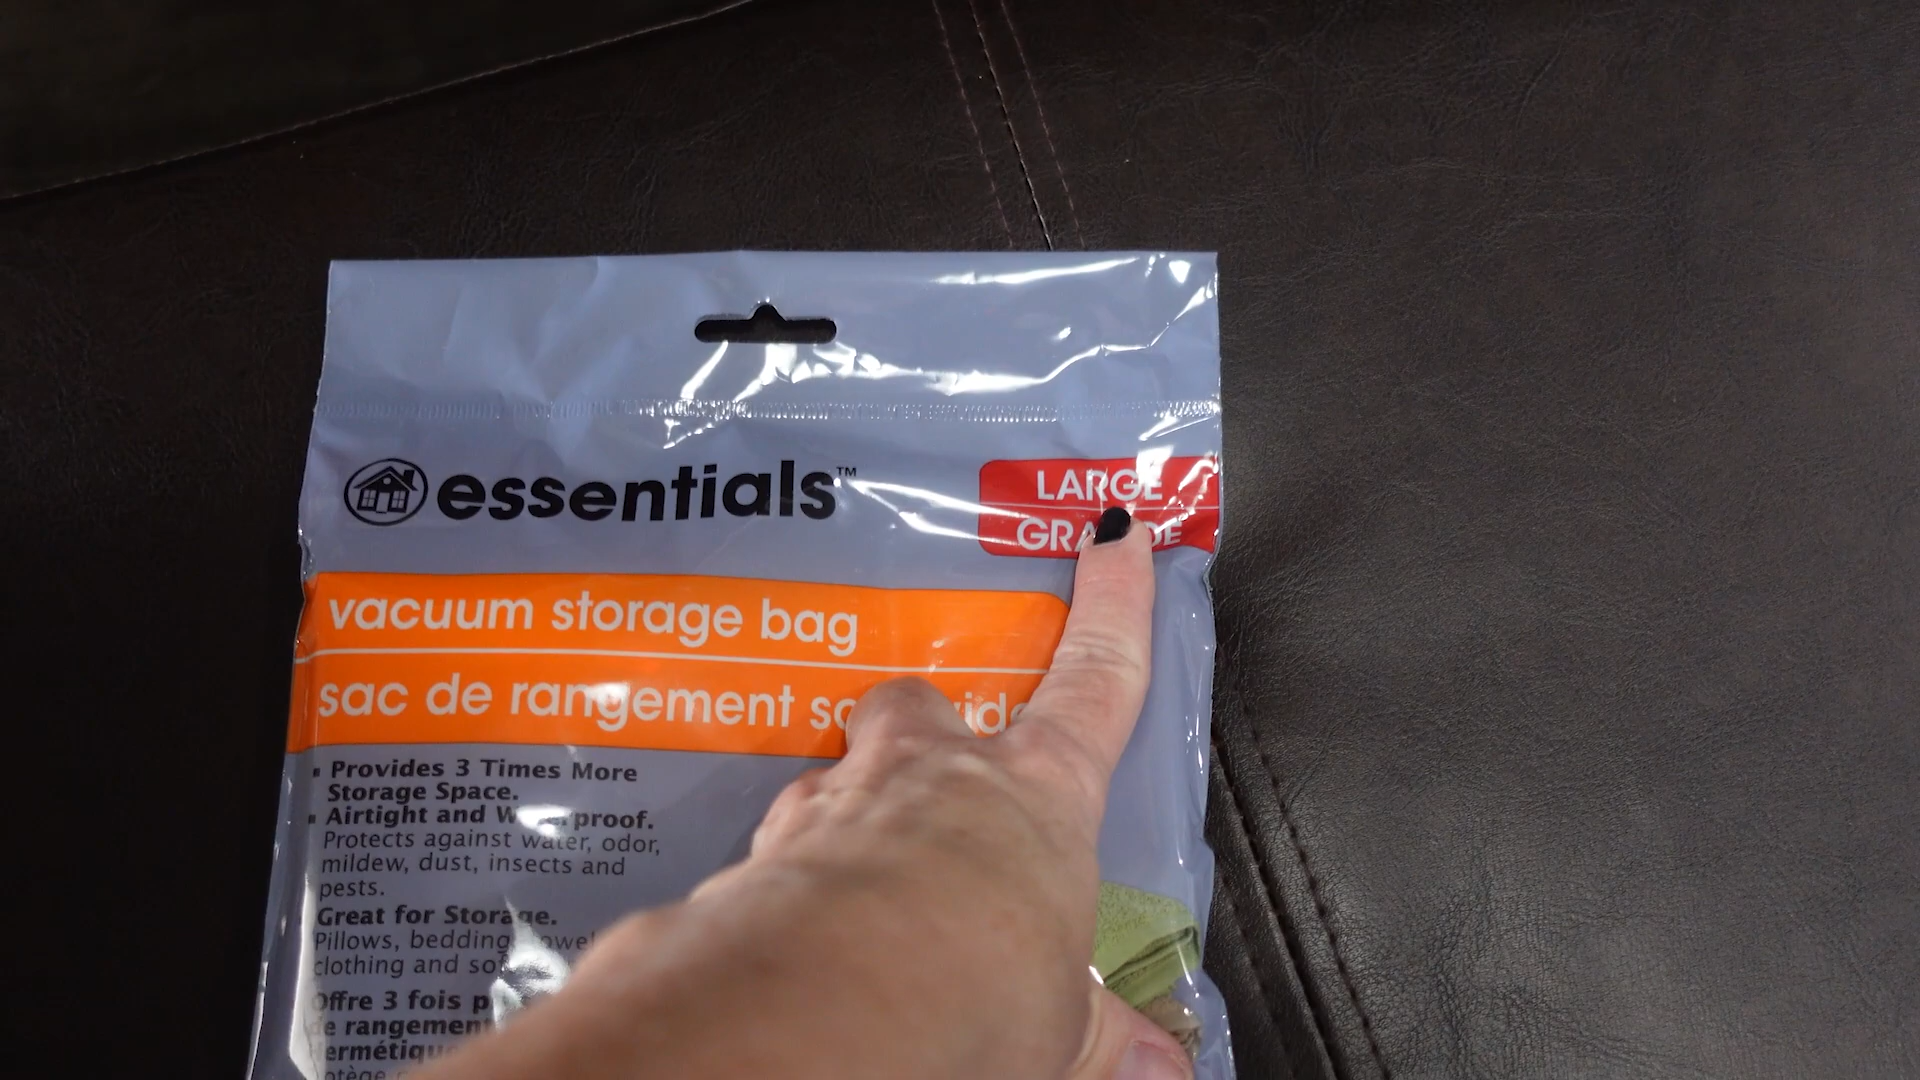 essentials™
LARGE
vacuum storage bag
sac de rangement
Provides 3 Times More
Storage Space.
Airtight and
Protects against water, odor,
mildew, dust, insects and
pests.
Great for Storage.
Pillows, bedding,
clothing and
Offre 3 fois
de rangement